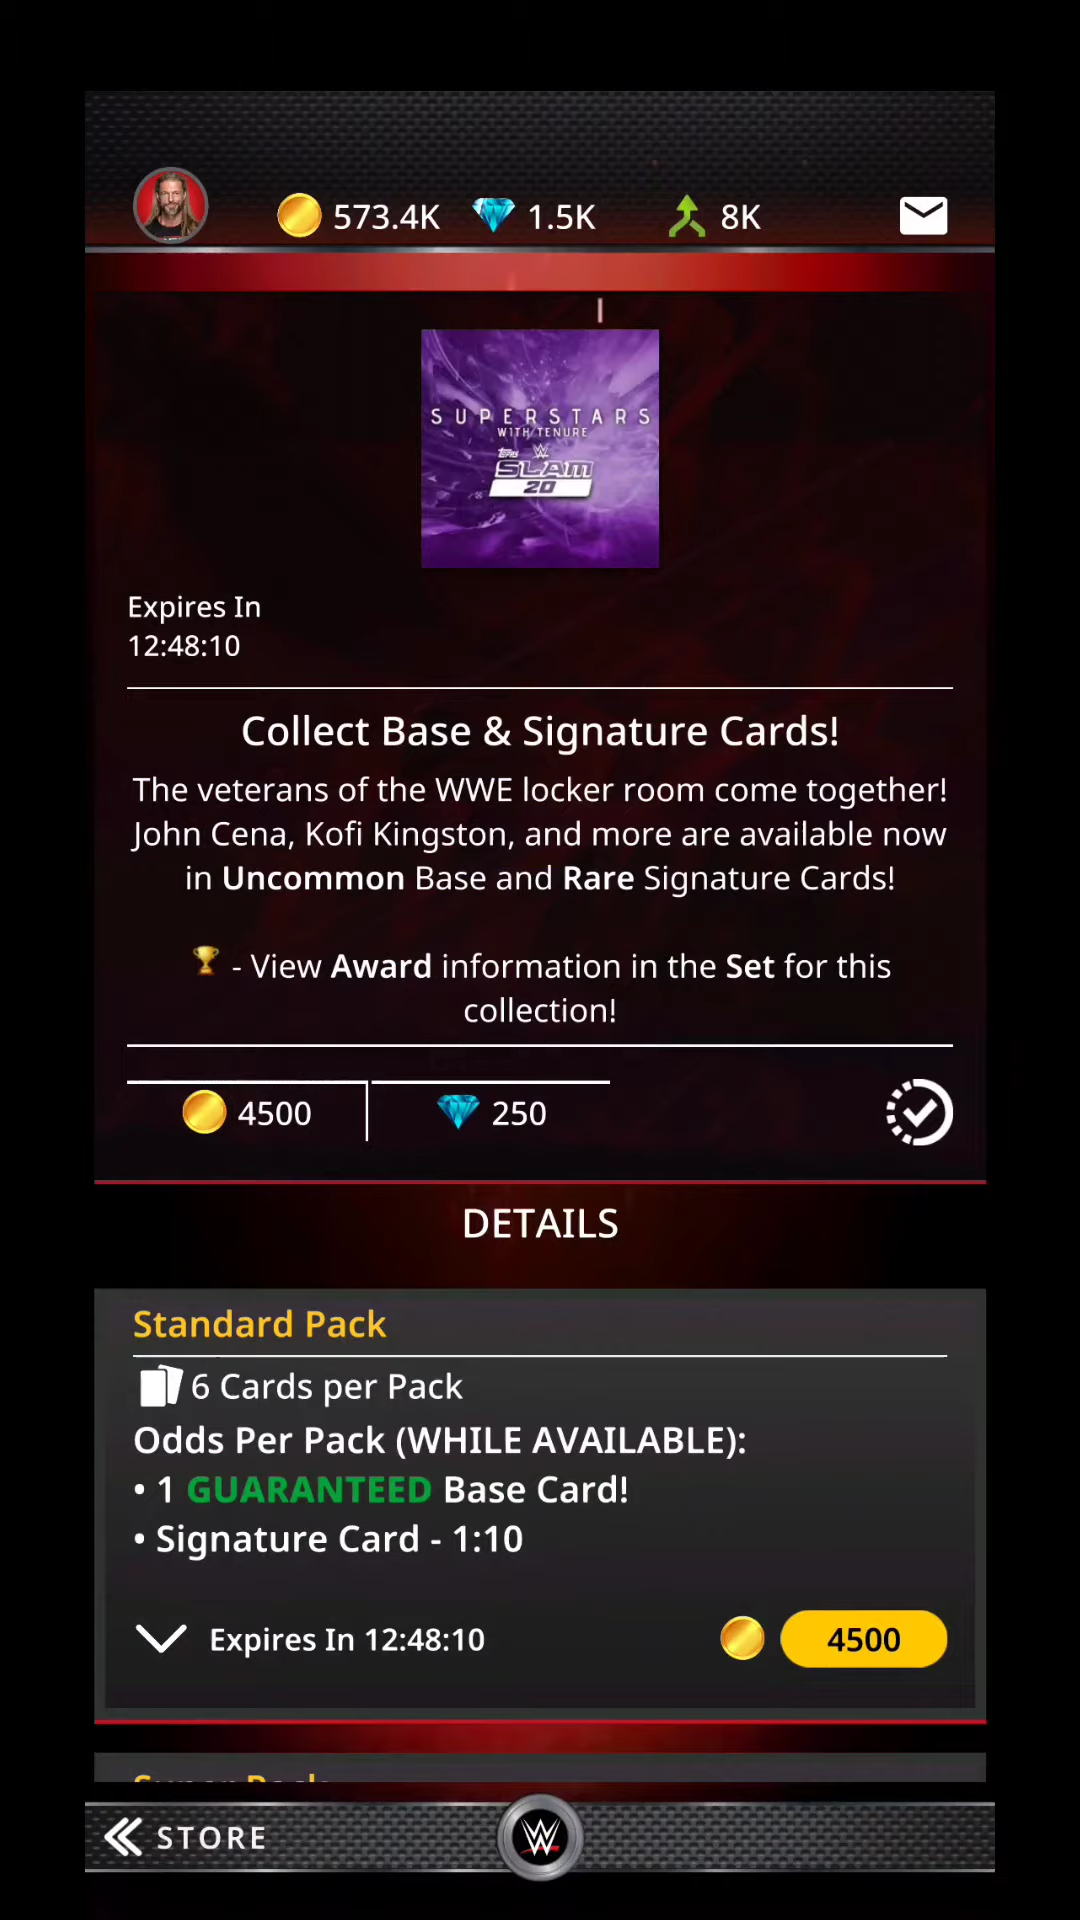 573.4K 1.5K 8K
SUPERSTARS
WITH TENURE
TOPPS W
SLAM
20
Expires In
12:48:10
Collect Base & Signature Cards!
The veterans of the WWE locker room come together!
John Cena, Kofi Kingston, and more are available now
in Uncommon Base and Rare Signature Cards!
- View Award information in the Set for this
collection!
4500 250
DETAILS
Standard Pack
6 Cards per Pack
Odds Per Pack (WHILE AVAILABLE):
• 1 GUARANTEED Base Card!
• Signature Card - 1:10
Expires In 12:48:10 4500
Super Pack
STORE W